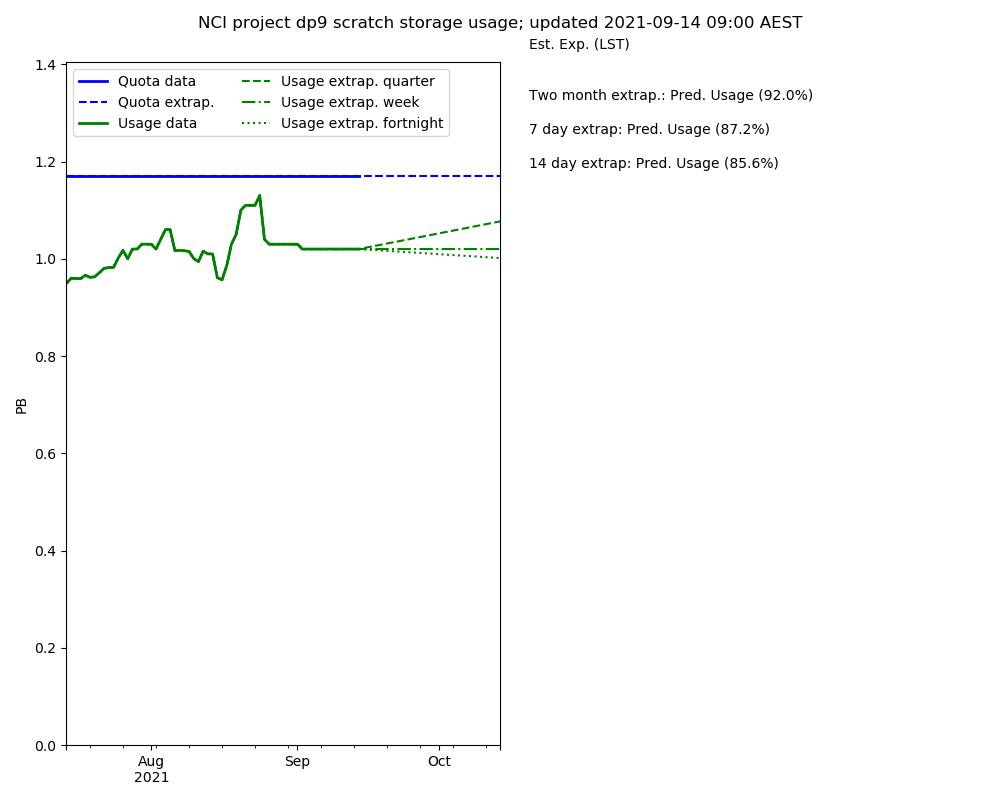 NCI project dp9 scratch storage usage; updated 2021-09-14 09:00 AEST
Est. Exp. (LST)
Two month extrap.: Pred. Usage (92.0%)
7 day extrap: Pred. Usage (87.2%)
14 day extrap: Pred. Usage (85.6%)
Quota data
Quota extrap.
Usage data
Usage extrap. quarter
Usage extrap. week
Usage extrap. fortnight
PB
1.4
1.2
1.0
0.8
0.6
0.4
0.2
0.0
Aug
2021
Sep
Oct